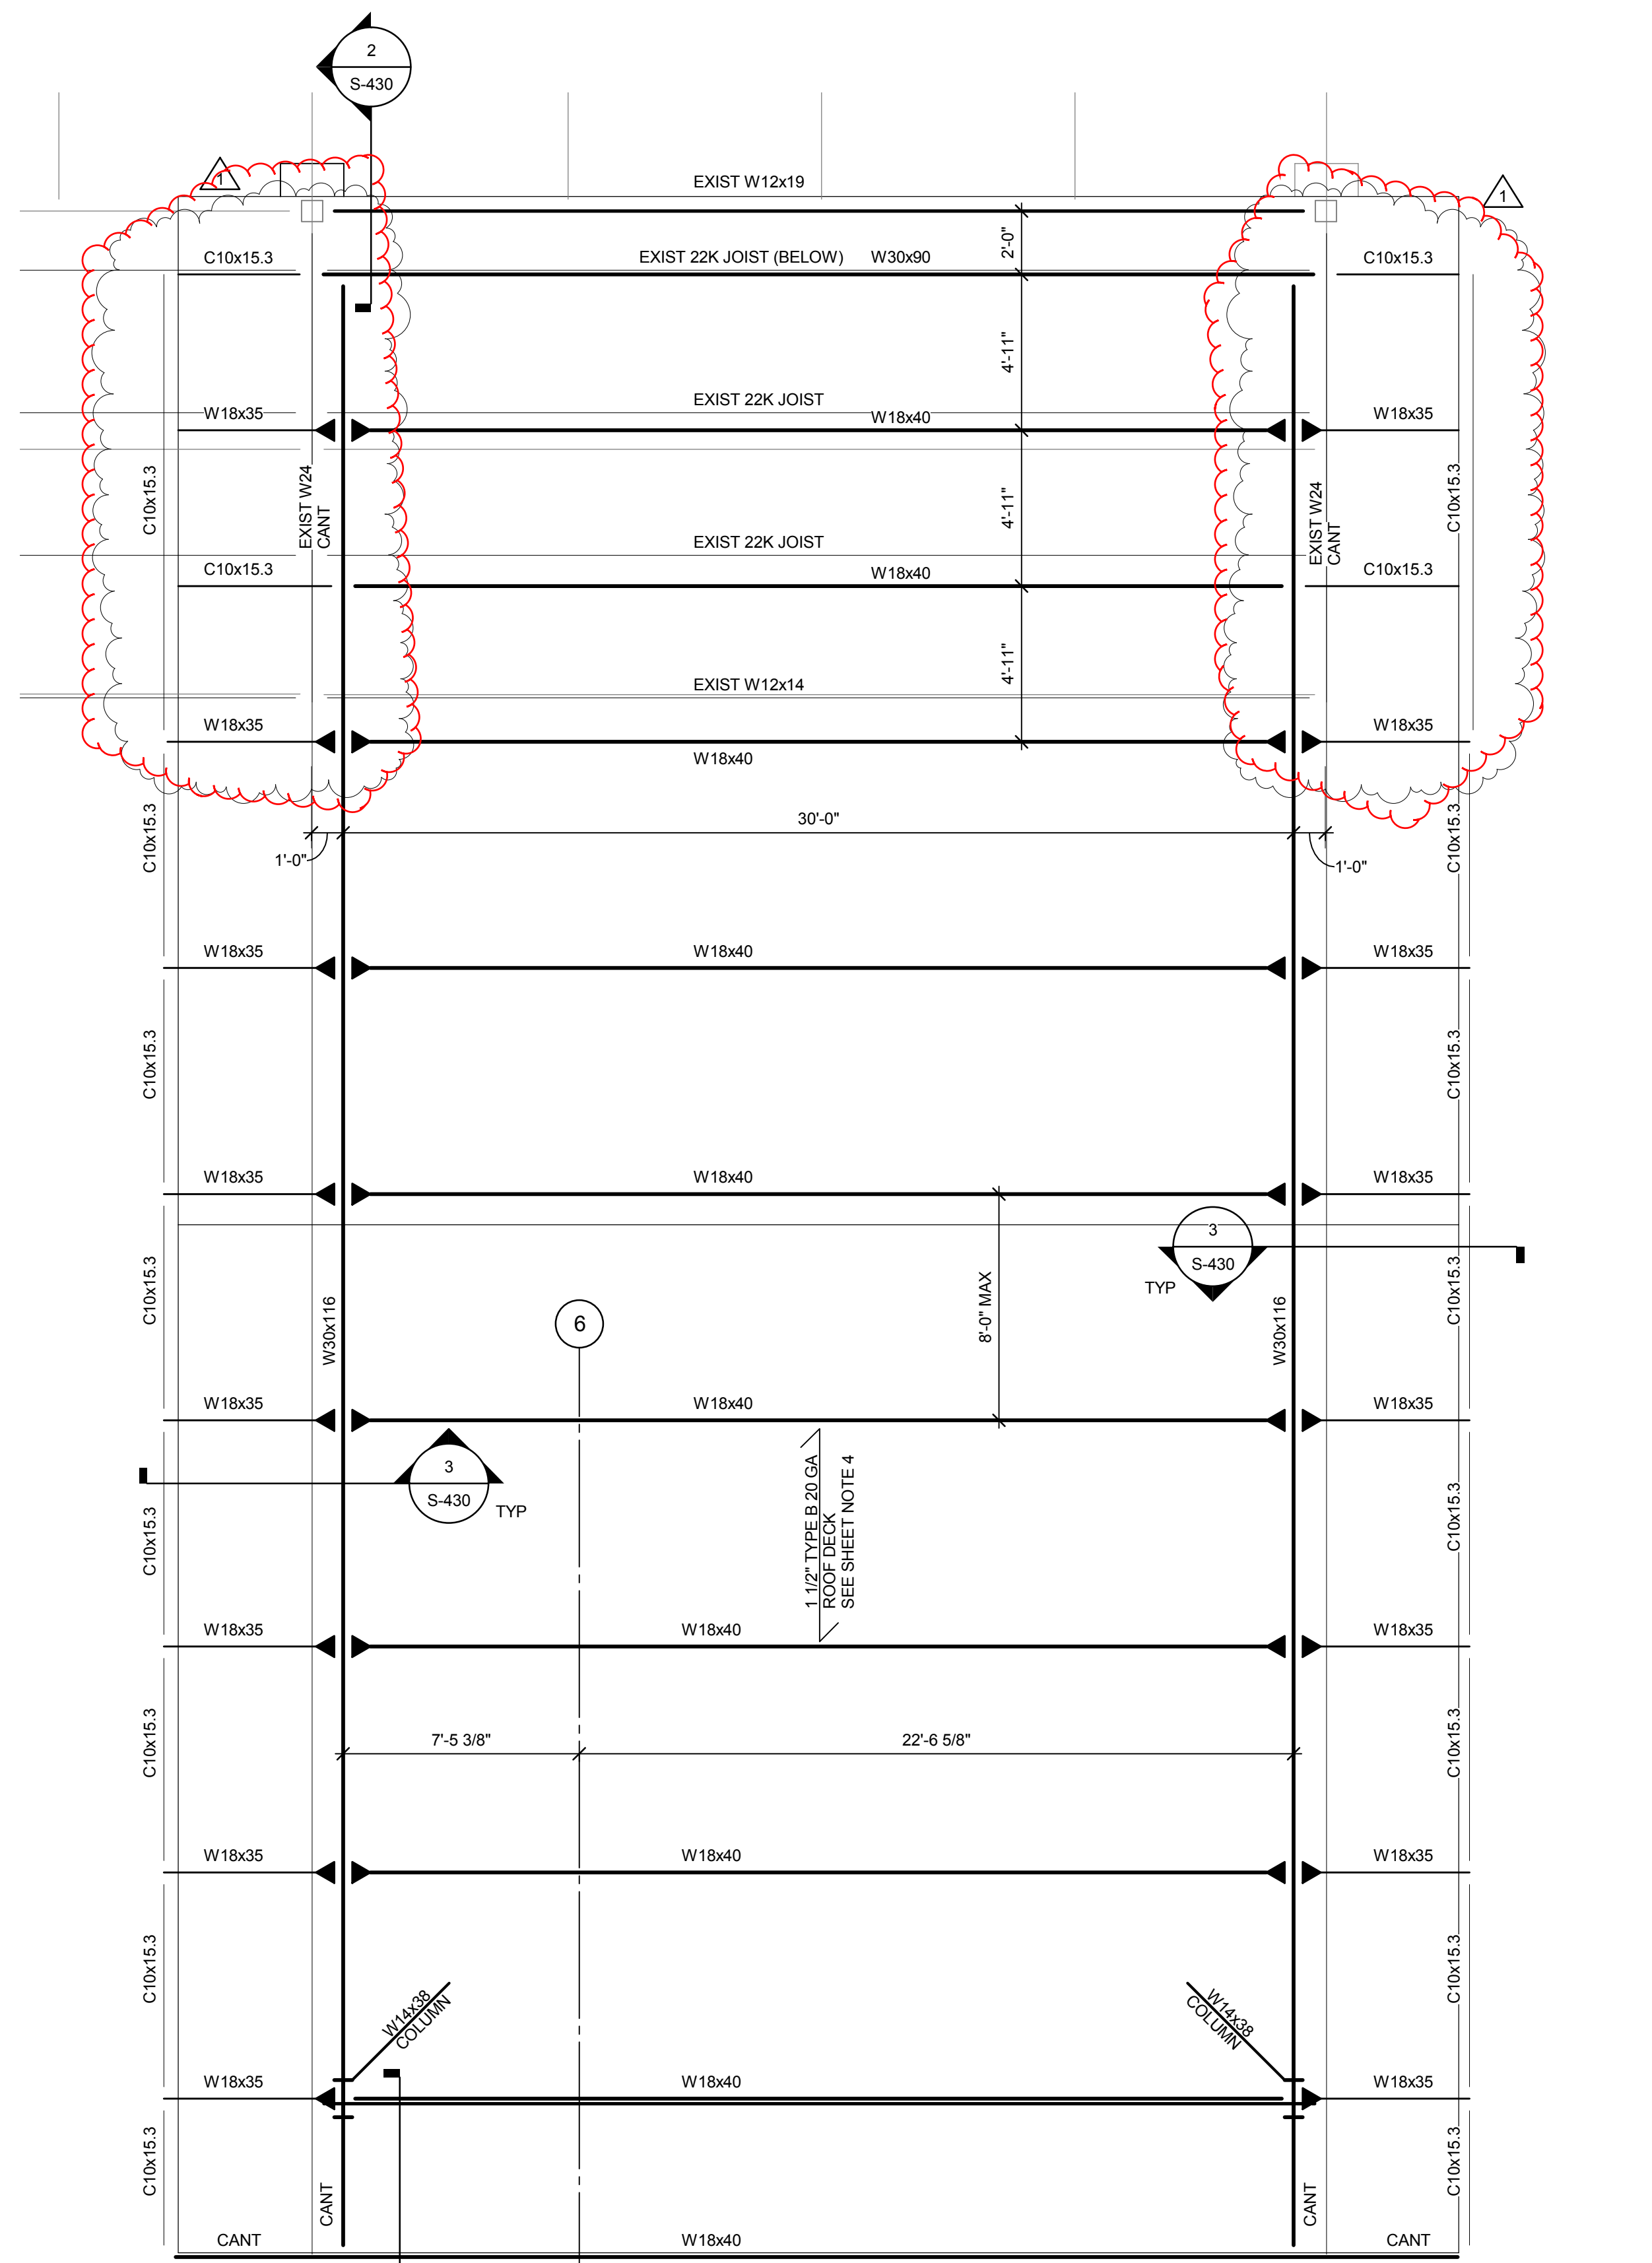 2
S-430
1
1
EXIST W12x19
2'-0"
C10x15.3
EXIST 22K JOIST (BELOW)
W30x90
C10x15.3
4'-11"
EXIST 22K JOIST
W18x35
W18x40
W18x35
C10x15.3
EXIST W24
CANT
4'-11"
EXIST W24
CANT
C10x15.3
EXIST 22K JOIST
C10x15.3
W18x40
C10x15.3
4'-11"
EXIST W12x14
W18x35
W18x35
W18x40
30'-0"
C10x15.3
C10x15.3
1'-0"
1'-0"
W18x35
W18x40
W18x35
C10x15.3
C10x15.3
W18x35
W18x40
W18x35
3
S-430
TYP
C10x15.3
W30x116
6
8'-0" MAX
W30x116
C10x15.3
W18x35
W18x40
W18x35
3
S-430
TYP
1 1/2" TYPE B 20 GA
ROOF DECK
SEE SHEET NOTE 4
C10x15.3
C10x15.3
W18x35
W18x40
W18x35
7'-5 3/8"
22'-6 5/8"
C10x15.3
C10x15.3
W18x35
W18x40
W18x35
C10x15.3
C10x15.3
W14x38
COLUMN
W14x38
COLUMN
W18x35
W18x40
W18x35
C10x15.3
C10x15.3
CANT
CANT
CANT
W18x40
CANT